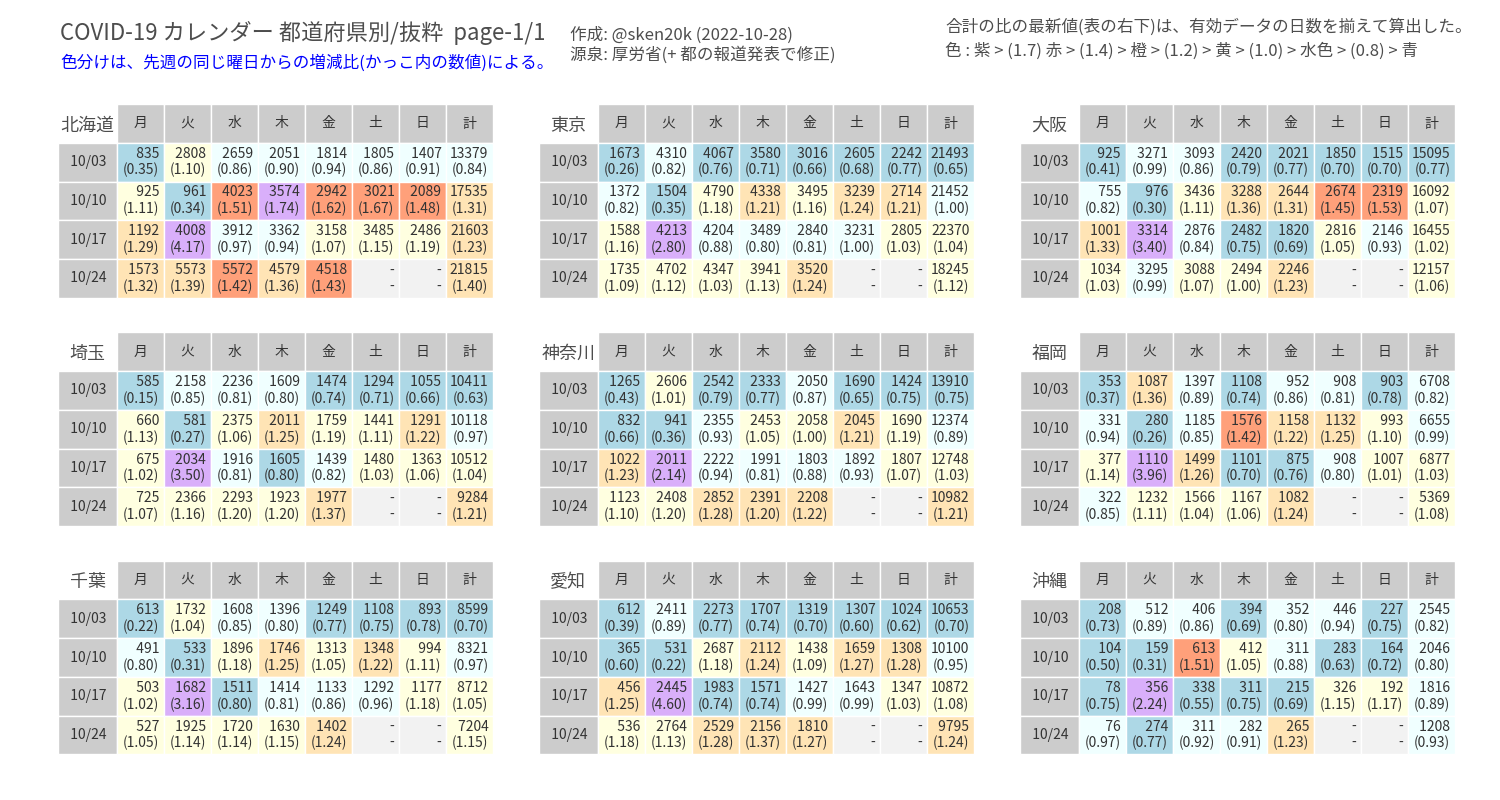 COVID-19 カレンダー 都道府県別/抜粋 page-1/1
色分けは、先週の同じ曜日からの増減比(かっこ内の数値)による。
作成: @sken20k (2022-10-28)
源泉: 厚労省(+ 都の報道発表で修正)
合計の比の最新値(表の右下)は、有効データの日数を揃えて算出した。
色 : 紫 > (1.7) 赤 > (1.4) > 橙 > (1.2) > 黄 > (1.0) > 水色 > (0.8) > 青
北海道 月 火 水 木 金 土 日 計
10/03 835 2808 2659 2051 1814 1805 1407 13379
(0.35) (1.10) (0.86) (0.90) (0.94) (0.86) (0.91) (0.84)
10/10 925 961 4023 3574 2942 3021 2089 17535
(1.11) (0.34) (1.51) (1.74) (1.62) (1.67) (1.48) (1.31)
10/17 1192 4008 3912 3362 3158 3485 2486 21603
(1.29) (4.17) (0.97) (0.94) (1.07) (1.15) (1.19) (1.23)
10/24 1573 5573 5572 4579 4518 - - 21815
(1.32) (1.39) (1.42) (1.36) (1.43) - - (1.40)
東京 月 火 水 木 金 土 日 計
10/03 1673 4310 4067 3580 3016 2605 2242 21493
(0.26) (0.82) (0.76) (0.71) (0.66) (0.68) (0.77) (0.65)
10/10 1372 1504 4790 4338 3495 3239 2714 21452
(0.82) (0.35) (1.18) (1.21) (1.16) (1.24) (1.21) (1.00)
10/17 1588 4213 4204 3489 2840 3231 2805 22370
(1.16) (2.80) (0.88) (0.80) (0.81) (1.00) (1.03) (1.04)
10/24 1735 4702 4347 3941 3520 - - 18245
(1.09) (1.12) (1.03) (1.13) (1.24) - - (1.12)
大阪 月 火 水 木 金 土 日 計
10/03 925 3271 3093 2420 2021 1850 1515 15095
(0.41) (0.99) (0.86) (0.79) (0.77) (0.70) (0.70) (0.77)
10/10 755 976 3436 3288 2644 2674 2319 16092
(0.82) (0.30) (1.11) (1.36) (1.31) (1.45) (1.53) (1.07)
10/17 1001 3314 2876 2482 1820 2816 2146 16455
(1.33) (3.40) (0.84) (0.75) (0.69) (1.05) (0.93) (1.02)
10/24 1034 3295 3088 2494 2246 - - 12157
(1.03) (0.99) (1.07) (1.00) (1.23) - - (1.06)
埼玉 月 火 水 木 金 土 日 計
10/03 585 2158 2236 1609 1474 1294 1055 10411
(0.15) (0.85) (0.81) (0.80) (0.74) (0.71) (0.66) (0.63)
10/10 660 581 2375 2011 1759 1441 1291 10118
(1.13) (0.27) (1.06) (1.25) (1.19) (1.11) (1.22) (0.97)
10/17 675 2034 1916 1605 1439 1480 1363 10512
(1.02) (3.50) (0.81) (0.80) (0.82) (1.03) (1.06) (1.04)
10/24 725 2366 2293 1923 1977 - - 9284
(1.07) (1.16) (1.20) (1.20) (1.37) - - (1.21)
神奈川 月 火 水 木 金 土 日 計
10/03 1265 2606 2542 2333 2050 1690 1424 13910
(0.43) (1.01) (0.79) (0.77) (0.87) (0.65) (0.75) (0.75)
10/10 832 941 2355 2453 2058 2045 1690 12374
(0.66) (0.36) (0.93) (1.05) (1.00) (1.21) (1.19) (0.89)
10/17 1022 2011 2222 1991 1803 1892 1807 12748
(1.23) (2.14) (0.94) (0.81) (0.88) (0.93) (1.07) (1.03)
10/24 1123 2408 2852 2391 2208 - - 10982
(1.10) (1.20) (1.28) (1.20) (1.22) - - (1.21)
福岡 月 火 水 木 金 土 日 計
10/03 353 1087 1397 1108 952 908 903 6708
(0.37) (1.36) (0.89) (0.74) (0.86) (0.81) (0.78) (0.82)
10/10 331 280 1185 1576 1158 1132 993 6655
(0.94) (0.26) (0.85) (1.42) (1.22) (1.25) (1.10) (0.99)
10/17 377 1110 1499 1101 875 908 1007 6877
(1.14) (3.96) (1.26) (0.70) (0.76) (0.80) (1.01) (1.03)
10/24 322 1232 1566 1167 1082 - - 5369
(0.85) (1.11) (1.04) (1.06) (1.24) - - (1.08)
千葉 月 火 水 木 金 土 日 計
10/03 613 1732 1608 1396 1249 1108 893 8599
(0.22) (1.04) (0.85) (0.80) (0.77) (0.75) (0.78) (0.70)
10/10 491 533 1896 1746 1313 1348 994 8321
(0.80) (0.31) (1.18) (1.25) (1.05) (1.22) (1.11) (0.97)
10/17 503 1682 1511 1414 1133 1292 1177 8712
(1.02) (3.16) (0.80) (0.81) (0.86) (0.96) (1.18) (1.05)
10/24 527 1925 1720 1630 1402 - - 7204
(1.05) (1.14) (1.14) (1.15) (1.24) - - (1.15)
愛知 月 火 水 木 金 土 日 計
10/03 612 2411 2273 1707 1319 1307 1024 10653
(0.39) (0.89) (0.77) (0.74) (0.70) (0.60) (0.62) (0.70)
10/10 365 531 2687 2112 1438 1659 1308 10100
(0.60) (0.22) (1.18) (1.24) (1.09) (1.27) (1.28) (0.95)
10/17 456 2445 1983 1571 1427 1643 1347 10872
(1.25) (4.60) (0.74) (0.74) (0.99) (0.99) (1.03) (1.08)
10/24 536 2764 2529 2156 1810 - - 9795
(1.18) (1.13) (1.28) (1.37) (1.27) - - (1.24)
沖縄 月 火 水 木 金 土 日 計
10/03 208 512 406 394 352 446 227 2545
(0.73) (0.89) (0.86) (0.69) (0.80) (0.94) (0.75) (0.82)
10/10 104 159 613 412 311 283 164 2046
(0.50) (0.31) (1.51) (1.05) (0.88) (0.63) (0.72) (0.80)
10/17 78 356 338 311 215 326 192 1816
(0.75) (2.24) (0.55) (0.75) (0.69) (1.15) (1.17) (0.89)
10/24 76 274 311 282 265 - - 1208
(0.97) (0.77) (0.92) (0.91) (1.23) - - (0.93)